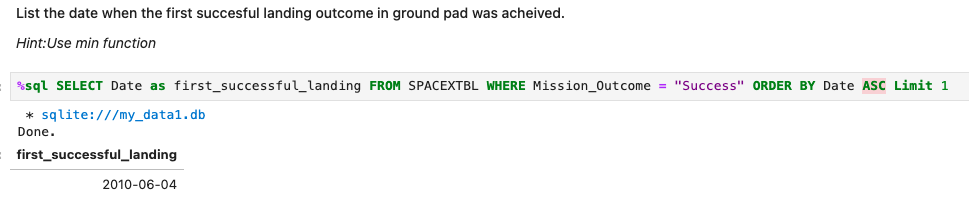 List the date when the first succesful landing outcome in ground pad was acheived.
Hint:Use min function
%sql SELECT Date as first_successful_landing FROM SPACEXTBL WHERE Mission_Outcome = "Success" ORDER BY Date ASC Limit 1
* sqlite:///my_data1.db
Done.
first_successful_landing
2010-06-04